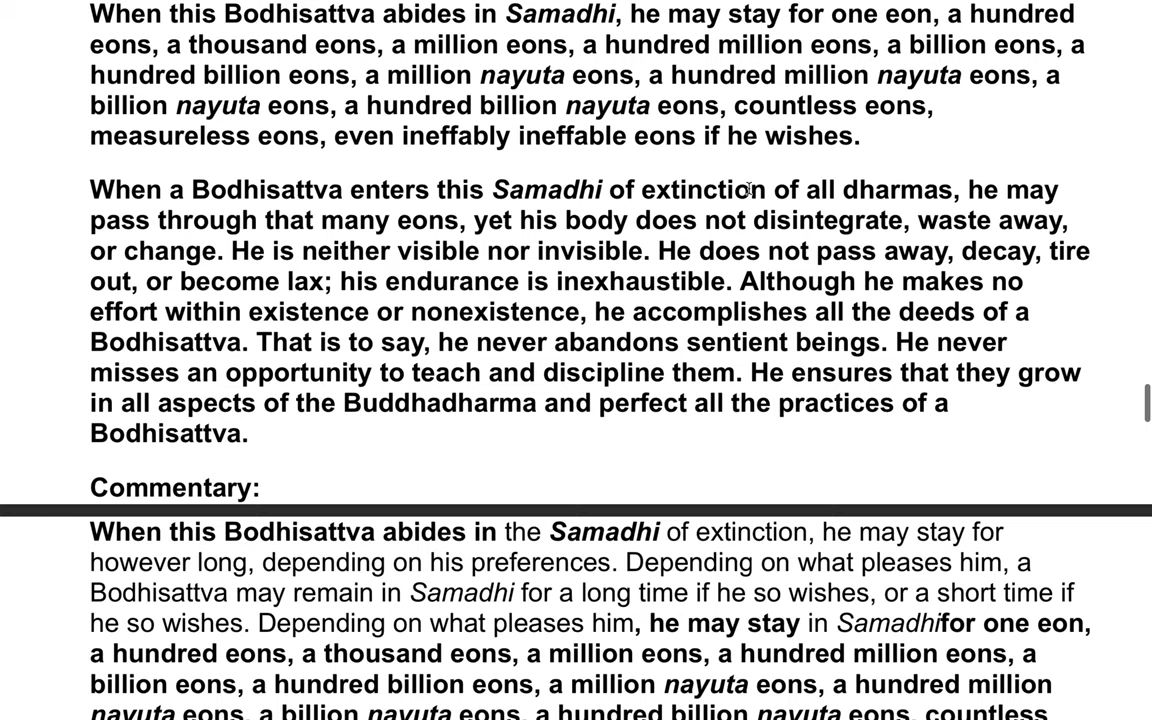 When this Bodhisattva abides in Samadhi, he may stay for one eon, a hundred
eons, a thousand eons, a million eons, a hundred million eons, a billion eons, a
hundred billion eons, a million nayuta eons, a hundred million nayuta eons, a
billion nayuta eons, a hundred billion nayuta eons, countless eons,
measureless eons, even ineffably ineffable eons if he wishes.
When a Bodhisattva enters this Samadhi of extinction of all dharmas, he may
pass through that many eons, yet his body does not disintegrate, waste away,
or change. He is neither visible nor invisible. He does not pass away, decay, tire
out, or become lax; his endurance is inexhaustible. Although he makes no
effort within existence or nonexistence, he accomplishes all the deeds of a
Bodhisattva. That is to say, he never abandons sentient beings. He never
misses an opportunity to teach and discipline them. He ensures that they grow
in all aspects of the Buddhadharma and perfect all the practices of a
Bodhisattva.
Commentary:
When this Bodhisattva abides in the Samadhi of extinction, he may stay for
however long, depending on his preferences. Depending on what pleases him, a
Bodhisattva may remain in Samadhi for a long time if he so wishes, or a short time if
he so wishes. Depending on what pleases him, he may stay in Samadhifor one eon,
a hundred eons, a thousand eons, a million eons, a hundred million eons, a
billion eons, a hundred billion eons, a million nayuta eons, a hundred million
nayuta eons, a billion nayuta eons, a hundred billion nayuta eons, countless